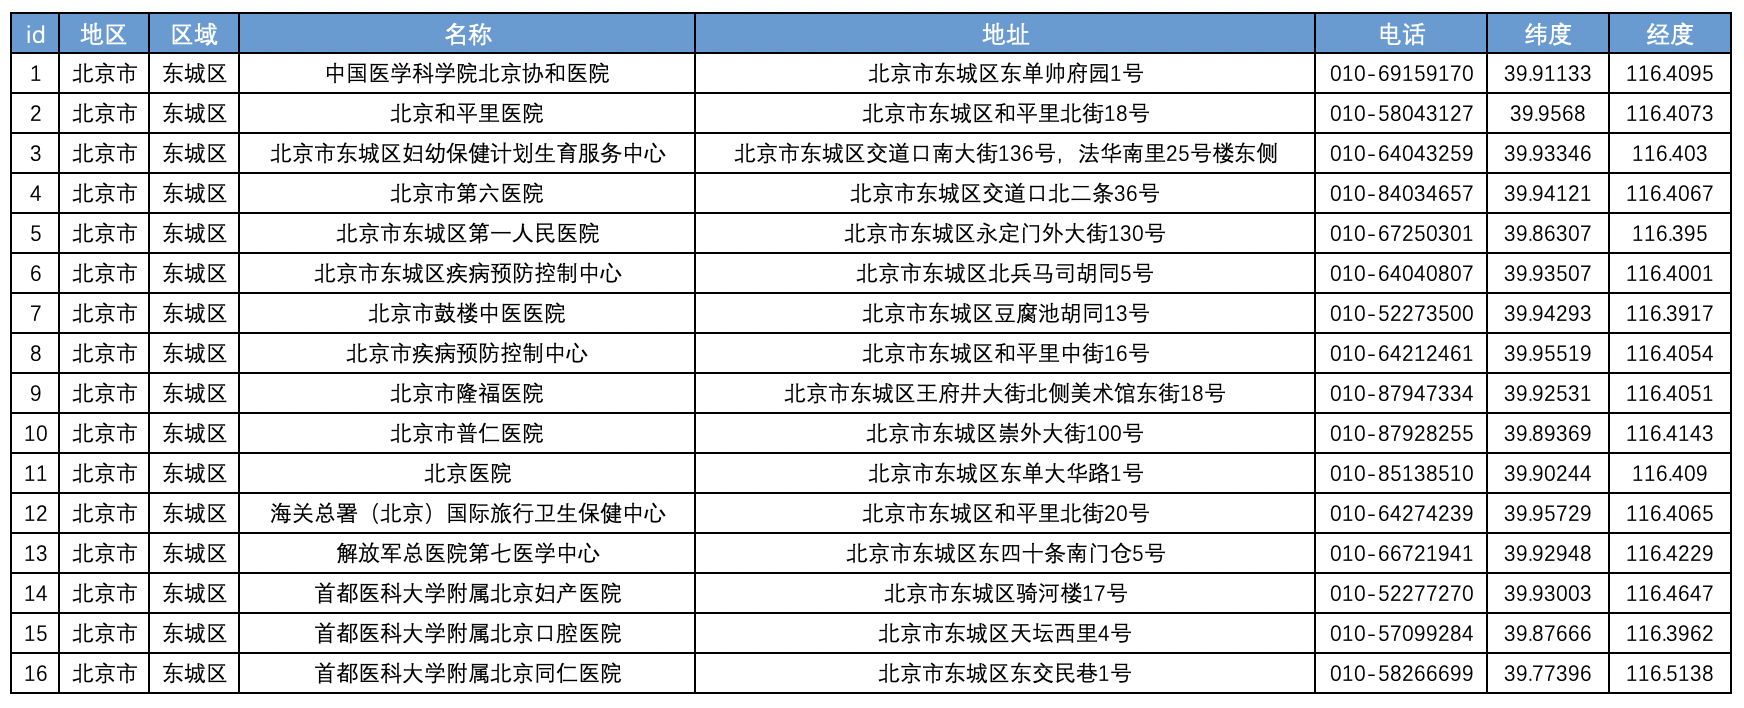 id 地区 区域 名称 地址 电话 纬度 经度
1 北京市 东城区 中国医学科学院北京协和医院 北京市东城区东单帅府园1号 010-69159170 39.91133 116.4095
2 北京市 东城区 北京和平里医院 北京市东城区和平里北街18号 010-58043127 39.9568 116.4073
3 北京市 东城区 北京市东城区妇幼保健计划生育服务中心 北京市东城区交道口南大街136号，法华南里25号楼东侧 010-64043259 39.93346 116.403
4 北京市 东城区 北京市第六医院 北京市东城区交道口北二条36号 010-84034657 39.94121 116.4067
5 北京市 东城区 北京市东城区第一人民医院 北京市东城区永定门外大街130号 010-67250301 39.86307 116.395
6 北京市 东城区 北京市东城区疾病预防控制中心 北京市东城区北兵马司胡同5号 010-64040807 39.93507 116.4001
7 北京市 东城区 北京市鼓楼中医医院 北京市东城区豆腐池胡同13号 010-52273500 39.94293 116.3917
8 北京市 东城区 北京市疾病预防控制中心 北京市东城区和平里中街16号 010-64212461 39.95519 116.4054
9 北京市 东城区 北京市隆福医院 北京市东城区王府井大街北侧美术馆东街18号 010-87947334 39.92531 116.4051
10 北京市 东城区 北京市普仁医院 北京市东城区崇外大街100号 010-87928255 39.89369 116.4143
11 北京市 东城区 北京医院 北京市东城区东单大华路1号 010-85138510 39.90244 116.409
12 北京市 东城区 海关总署（北京）国际旅行卫生保健中心 北京市东城区和平里北街20号 010-64274239 39.95729 116.4065
13 北京市 东城区 解放军总医院第七医学中心 北京市东城区东四十条南门仓5号 010-66721941 39.92948 116.4229
14 北京市 东城区 首都医科大学附属北京妇产医院 北京市东城区骑河楼17号 010-52277270 39.93003 116.4647
15 北京市 东城区 首都医科大学附属北京口腔医院 北京市东城区天坛西里4号 010-57099284 39.87666 116.3962
16 北京市 东城区 首都医科大学附属北京同仁医院 北京市东城区东交民巷1号 010-58266699 39.77396 116.5138